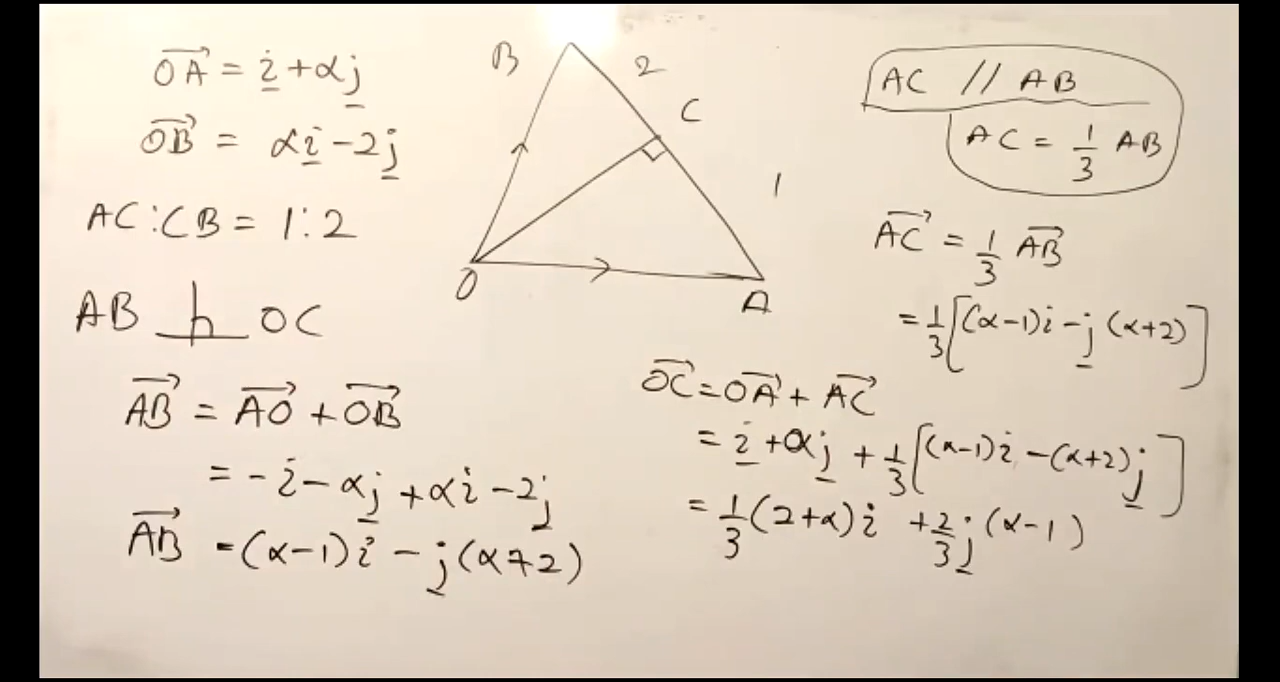 OA⃗ = i + αj
OB⃗ = αi - 2j
AC : CB = 1 : 2
AB ⊥ OC
AB⃗ = AO⃗ + OB⃗
= -i - αj + αi - 2j
AB⃗ = (α-1)i - j(α+2)
B
2
C
1
O
A
AC // AB
AC = 1/3 AB
AC⃗ = 1/3 AB⃗
= 1/3 [(α-1)i - j(α+2)]
OC⃗ = OA⃗ + AC⃗
= i + αj + 1/3 [(α-1)i - (α+2)j]
= 1/3 (2+α)i + 2/3 j(α-1)